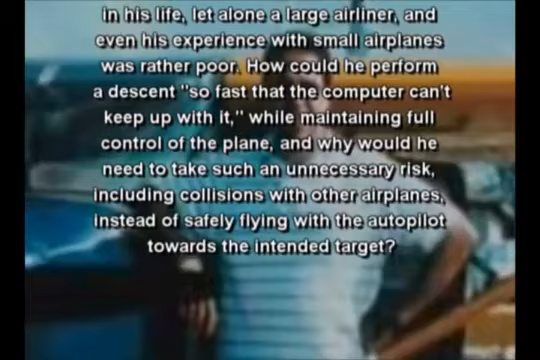 in his life, let alone a large airliner, and
even his experience with small airplanes
was rather poor. How could he perform
a descent "so fast that the computer can't
keep up with it," while maintaining full
control of the plane, and why would he
need to take such an unnecessary risk,
including collisions with other airplanes,
instead of safely flying with the autopilot
towards the intended target?